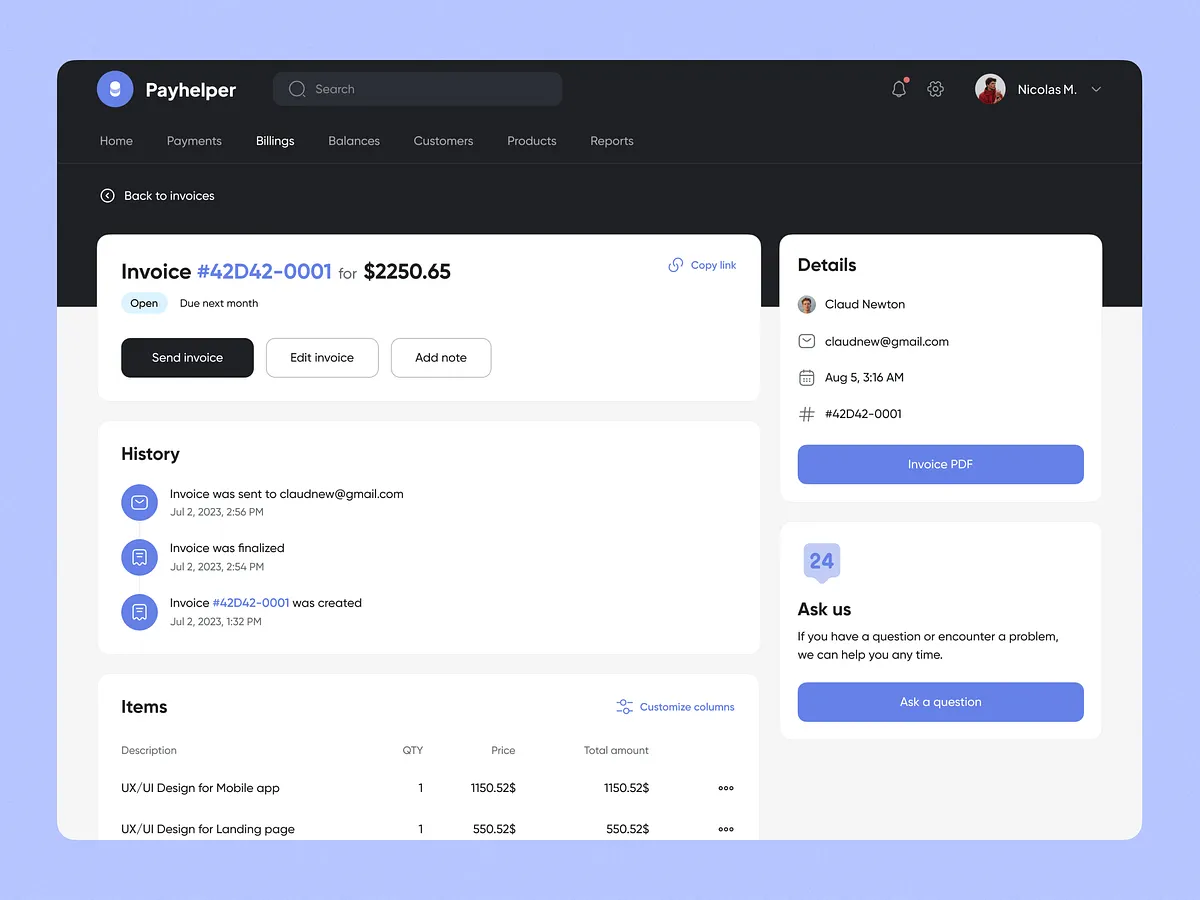 Payhelper
Search
Nicolas M.
Home Payments Billings Balances Customers Products Reports
Back to invoices
Invoice #42D42-0001 for $2250.65
Copy link
Open Due next month
Send invoice Edit invoice Add note
History
Invoice was sent to claudnew@gmail.com
Jul 2, 2023, 2:56 PM
Invoice was finalized
Jul 2, 2023, 2:54 PM
Invoice #42D42-0001 was created
Jul 2, 2023, 1:32 PM
Items
Customize columns
Description QTY Price Total amount
UX/UI Design for Mobile app 1 1150.52$ 1150.52$
UX/UI Design for Landing page 1 550.52$ 550.52$
Details
Claud Newton
claudnew@gmail.com
Aug 5, 3:16 AM
#42D42-0001
Invoice PDF
24
Ask us
If you have a question or encounter a problem,
we can help you any time.
Ask a question